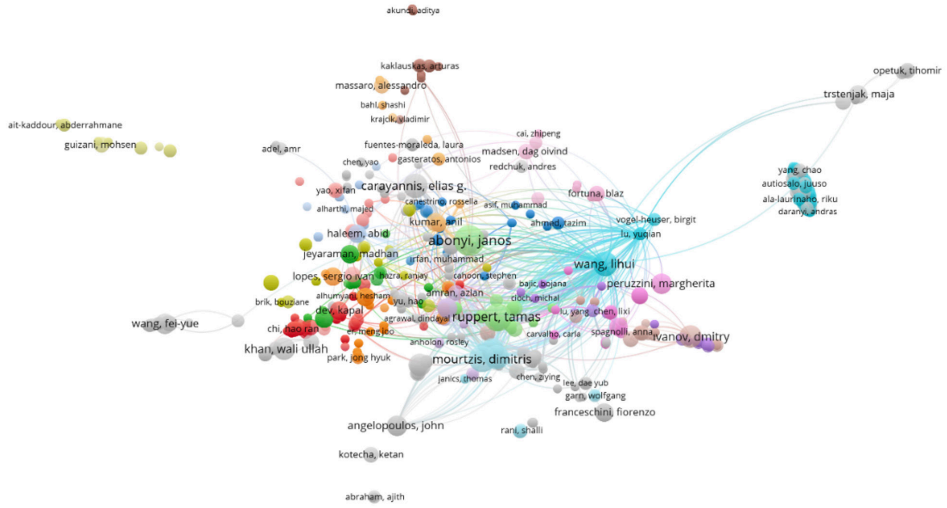 akundi, aditya
kaklauskas, arturas
opetuk, tihomir
massaro, alessandro
trstenjak, maja
bahl, shashi
krajcik, vladimir
ait-kaddour, abderrahmane
cai, zhipeng
guizani, mohsen
adel, amr
fuentes-moraleda, laura
madsen, dag oivind
gasteratos, antonios
chen, yao
redchuk, andres
yang, chao
carayannis, elias g.
autiosalo, juuso
yao, xifan
fortuna, blaz
ala-laurinaho, riku
canestrino, rossella
asif, muhammad
alharthi, majed
darany, andras
kumar, anil
ahmad, tazim
vogel-heuser, birgit
haleem, abid
lu, yuqian
abonyi, janos
jeyaraman, madhan
irfan, muhammad
wang, lihui
lopes, sergio ivan
hazra, ranjay
cahoon, stephen
bajic, bojana
peruzzini, margherita
alhumyani, hesham
amran, azlan
brik, bouziane
yu, hao
cioch, michal
dev, kapal
agrawal, dindayal
ruppert, tamas
lu, yang
chen, lixi
wang, fei-yue
chi, hao ran
carvalho, carla
spagnolli, anna
ivanov, dmitry
anholon, rosley
khan, wali ullah
park, jong hyuk
mourtzis, dimitris
janics, thomas
chen, ziying
lee, dae yub
garn, wolfgang
franceschini, fiorenzo
angelopoulos, john
rani, shalli
kotecha, ketan
abraham, ajith